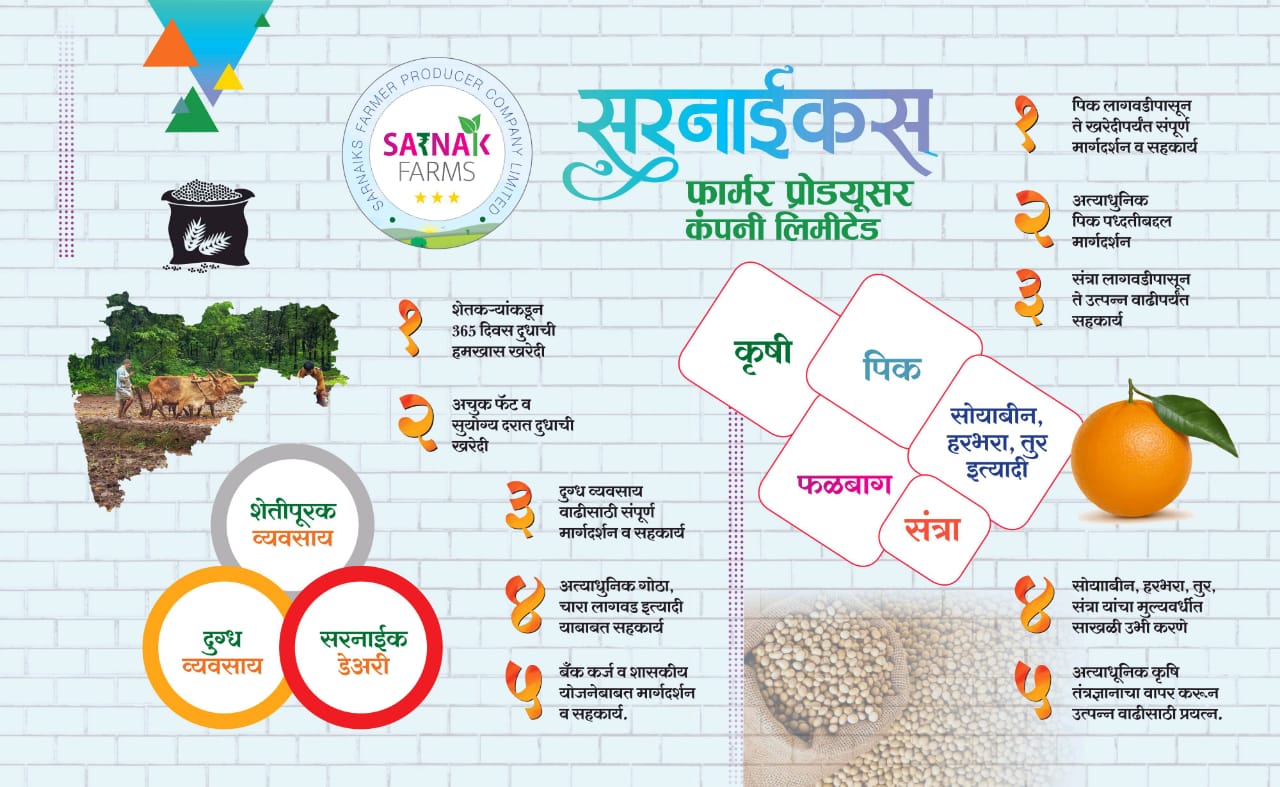 SARNAIKS FARMER PRODUCER COMPANY LIMITED
SARNAIK
FARMS
सरनाईकस्
फार्मर प्रोडयूसर
कंपनी लिमीटेड
१
शेतकऱ्यांकडून
365 दिवस दुधाची
हमखास खरेदी
२
अचुक फॅट व
सुयोग्य दरात दुधाची
खरेदी
३
दुग्ध व्यवसाय
वाढीसाठी संपूर्ण
मार्गदर्शन व सहकार्य
४
अत्याधुनिक गोठा,
चारा लागवड इत्यादी
याबाबत सहकार्य
५
बँक कर्ज व शासकीय
योजनेबाबत मार्गदर्शन
व सहकार्य.
शेतीपूरक
व्यवसाय
दुग्ध
व्यवसाय
सरनाईक
डेअरी
कृषी
पिक
सोयाबीन,
हरभरा, तुर
इत्यादी
फळबाग
संत्रा
१
पिक लागवडीपासून
ते खरेदीपर्यंत संपूर्ण
मार्गदर्शन व सहकार्य
२
अत्याधुनिक
पिक पध्दतीबद्दल
मार्गदर्शन
३
संत्रा लागवडीपासून
ते उत्पन्न वाढीपर्यंत
सहकार्य
४
सोयााबीन, हरभरा, तुर,
संत्रा यांचा मुल्यवर्धीत
साखळी उभी करणे
५
अत्याधूनिक कृषि
तंत्रज्ञानाचा वापर करून
उत्पन्न वाढीसाठी प्रयत्न.